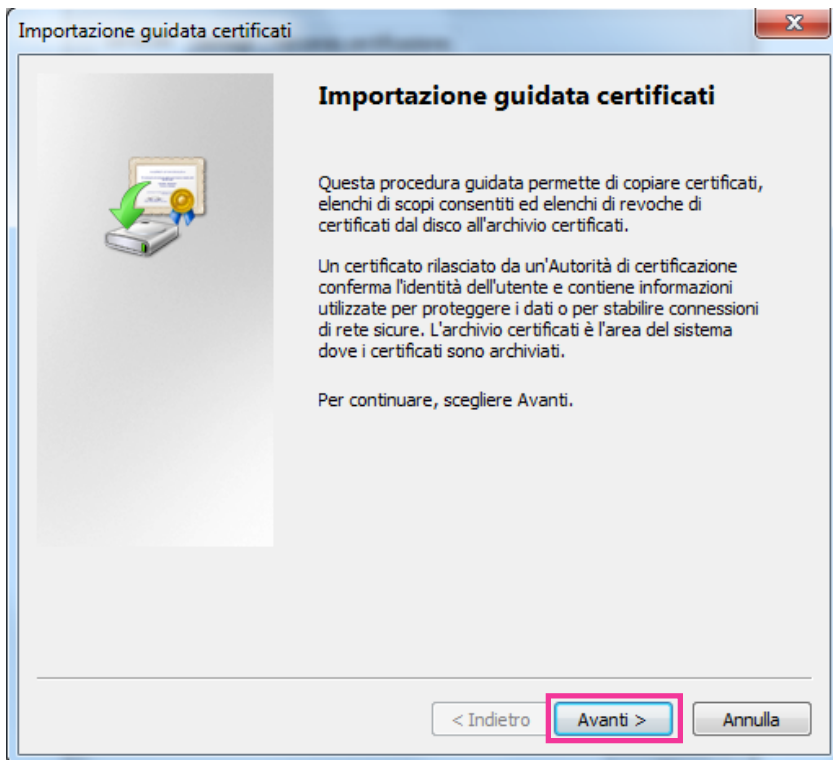 Importazione guidata certificati
Importazione guidata certificati
Questa procedura guidata permette di copiare certificati,
elenchi di scopi consentiti ed elenchi di revoche di
certificati dal disco all'archivio certificati.
Un certificato rilasciato da un'Autorità di certificazione
conferma l'identità dell'utente e contiene informazioni
utilizzate per proteggere i dati o per stabilire connessioni
di rete sicure. L'archivio certificati è l'area del sistema
dove i certificati sono archiviati.
Per continuare, scegliere Avanti.
< Indietro Avanti > Annulla